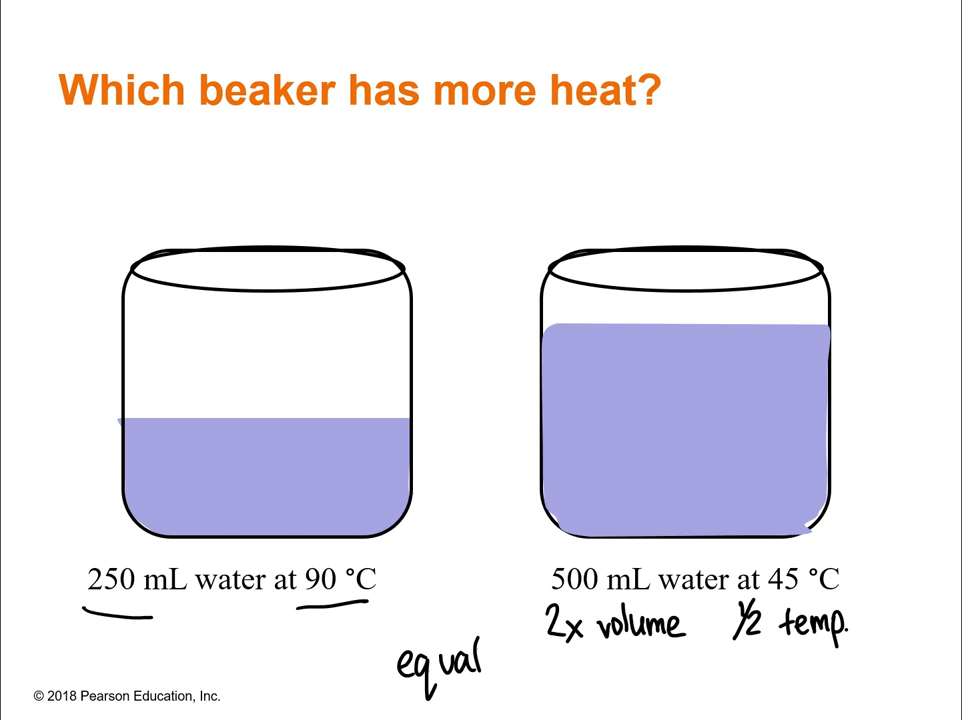 Which beaker has more heat?
250 mL water at 90 °C
500 mL water at 45 °C
2x volume 1/2 temp.
equal
© 2018 Pearson Education, Inc.